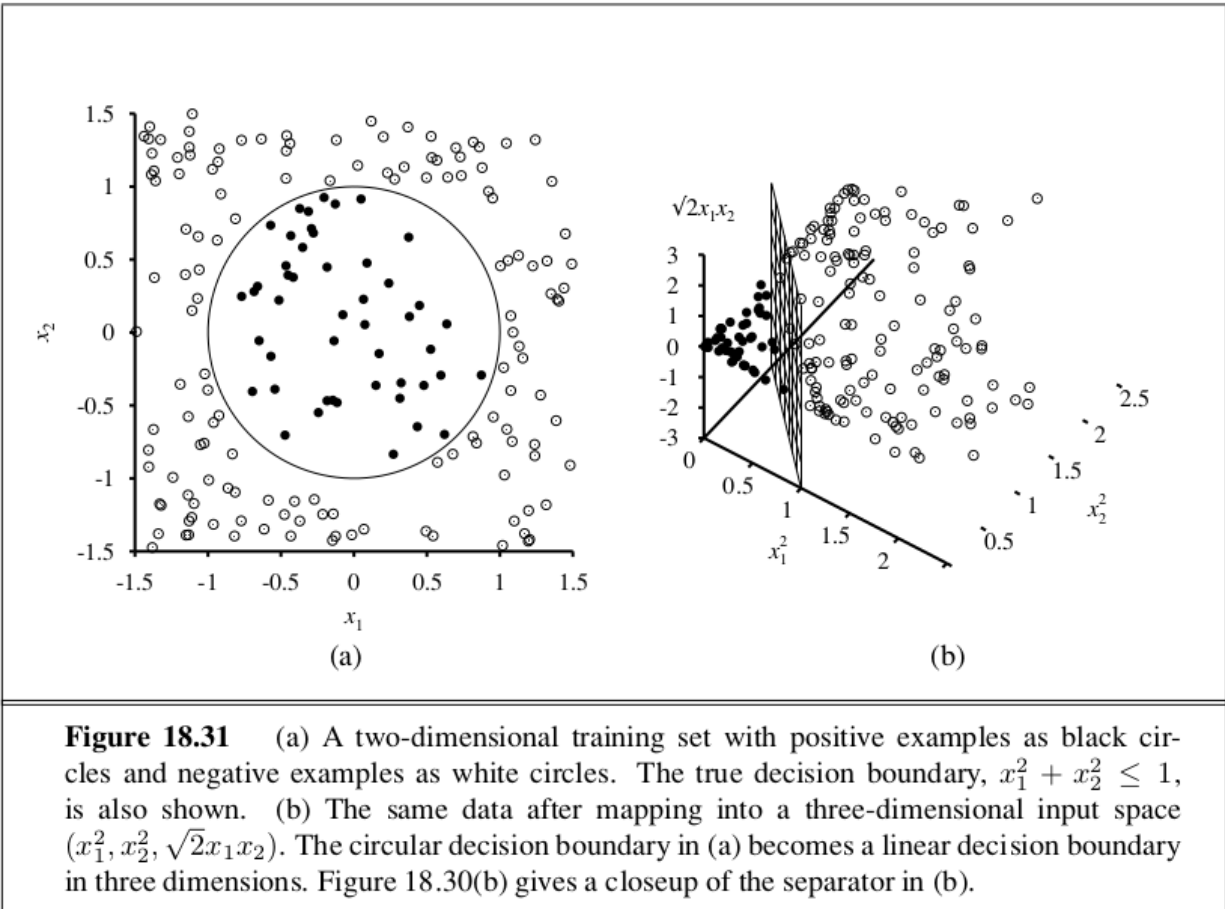 1.5
1
0.5
0
-0.5
-1
-1.5
x₂
-1.5 -1 -0.5 0 0.5 1 1.5
x₁
(a)
√2x₁x₂
3
2
1
0
-1
-2
-3
0
0.5
1
1.5
2
x₁²
0.5
1
1.5
2
2.5
x₂²
(b)
Figure 18.31 (a) A two-dimensional training set with positive examples as black cir-
cles and negative examples as white circles. The true decision boundary, x₁² + x₂² ≤ 1,
is also shown. (b) The same data after mapping into a three-dimensional input space
(x₁², x₂², √2x₁x₂). The circular decision boundary in (a) becomes a linear decision boundary
in three dimensions. Figure 18.30(b) gives a closeup of the separator in (b).